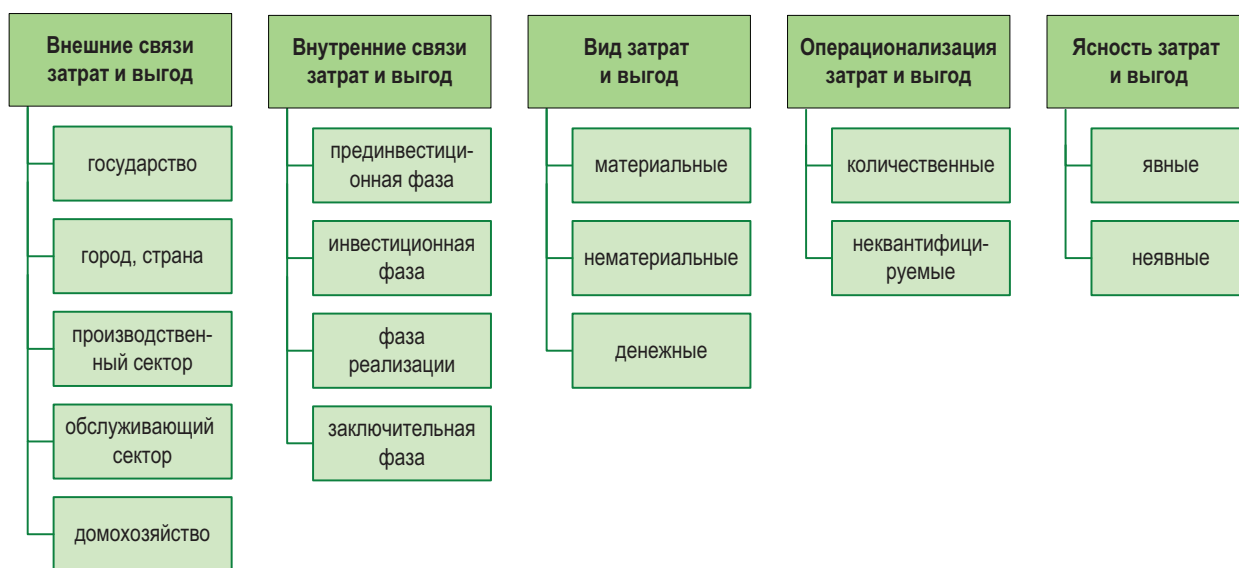 Внешние связи
затрат и выгод
государство
город, страна
производствен-
ный сектор
обслуживающий
сектор
домохозяйство
Внутренние связи
затрат и выгод
прединвестици-
онная фаза
инвестиционная
фаза
фаза
реализации
заключительная
фаза
Вид затрат
и выгод
материальные
нематериальные
денежные
Операционализация
затрат и выгод
количественные
неквантифици-
руемые
Ясность затрат
и выгод
явные
неявные